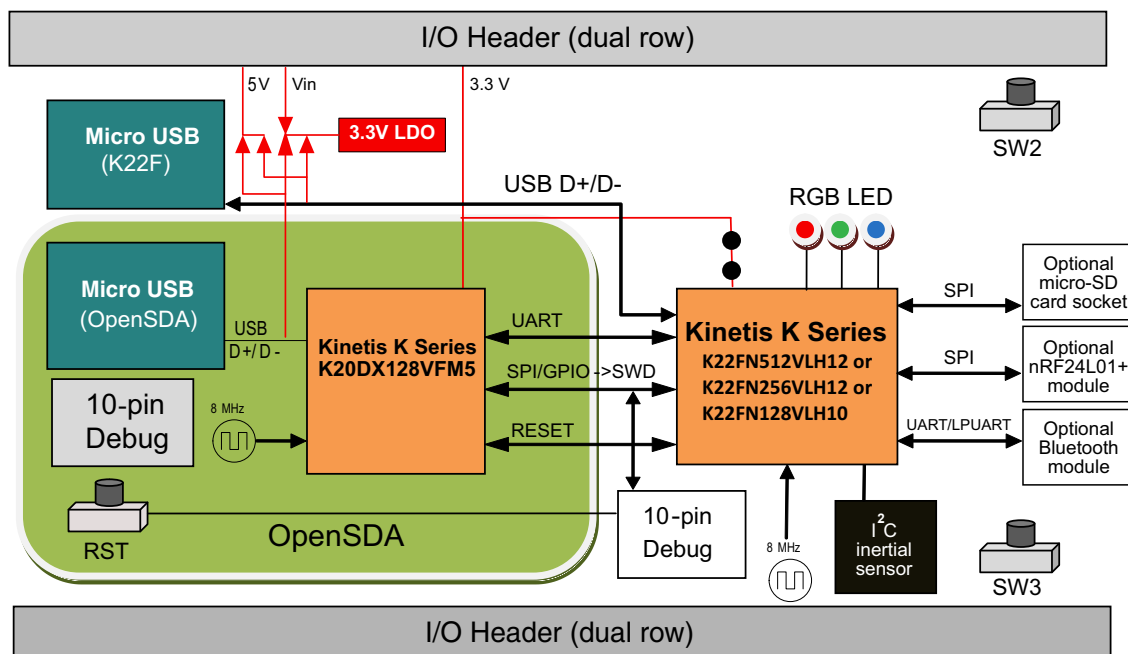 I/O Header (dual row)
5V
Vin
3.3 V
Micro USB
(K22F)
3.3V LDO
SW2
USB D+/D-
RGB LED
Micro USB
(OpenSDA)
USB
D+/D -
Kinetis K Series
K20DX128VFM5
UART
SPI/GPIO ->SWD
RESET
Kinetis K Series
K22FN512VLH12 or
K22FN256VLH12 or
K22FN128VLH10
SPI
Optional
micro-SD
card socket
SPI
Optional
nRF24L01+
module
UART/LPUART
Optional
Bluetooth
module
10-pin
Debug
8 MHz
RST
OpenSDA
10-pin
Debug
8 MHz
I2C
inertial
sensor
SW3
I/O Header (dual row)